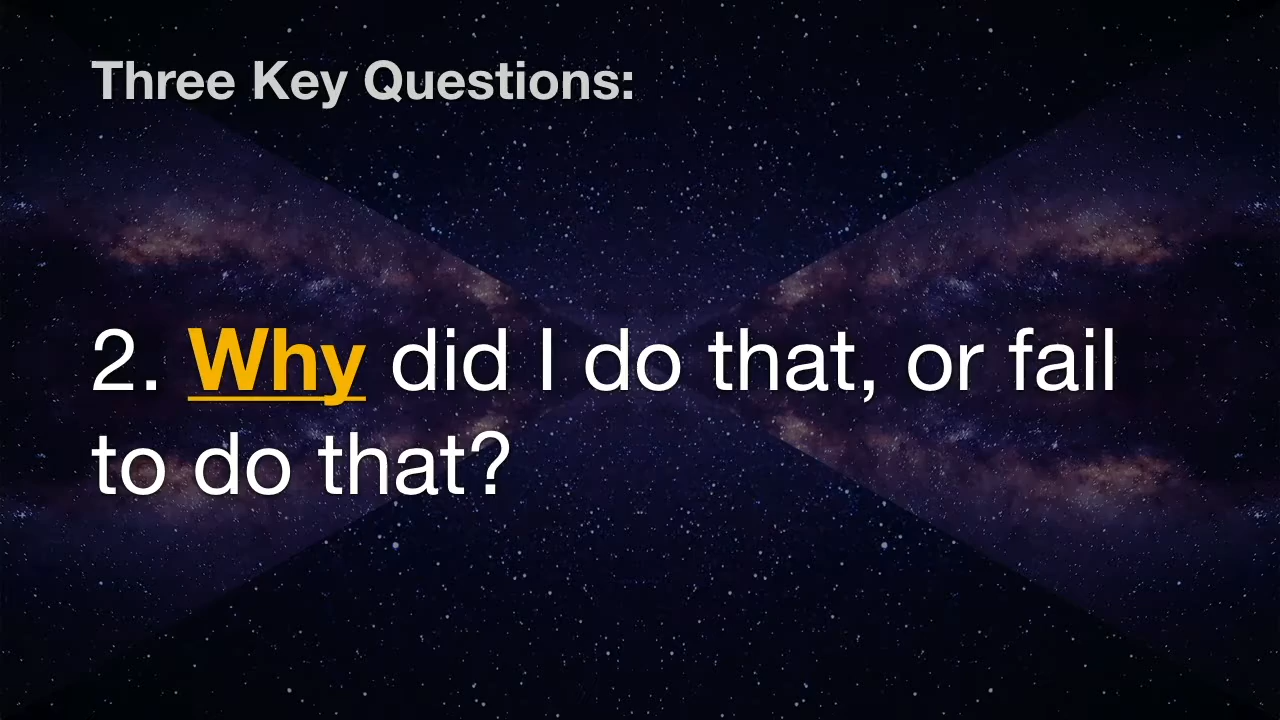 Three Key Questions:
2. Why did I do that, or fail
to do that?